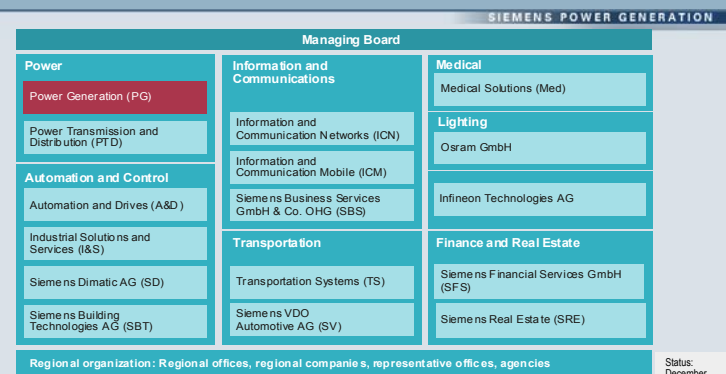 SIEMENS POWER GENERATION
Managing Board
Power
Power Generation (PG)
Power Transmission and
Distribution (PTD)
Automation and Control
Automation and Drives (A&D)
Industrial Solutions and
Services (I&S)
Siemens Dimatic AG (SD)
Siemens Building
Technologies AG (SBT)
Information and
Communications
Information and
Communication Networks (ICN)
Information and
Communication Mobile (ICM)
Siemens Business Services
GmbH & Co. OHG (SBS)
Transportation
Transportation Systems (TS)
Siemens VDO
Automotive AG (SV)
Medical
Medical Solutions (Med)
Lighting
Osram GmbH
Infineon Technologies AG
Finance and Real Estate
Siemens Financial Services GmbH
(SFS)
Siemens Real Estate (SRE)
Regional organization: Regional offices, regional companies, representative offices, agencies
Status:
December